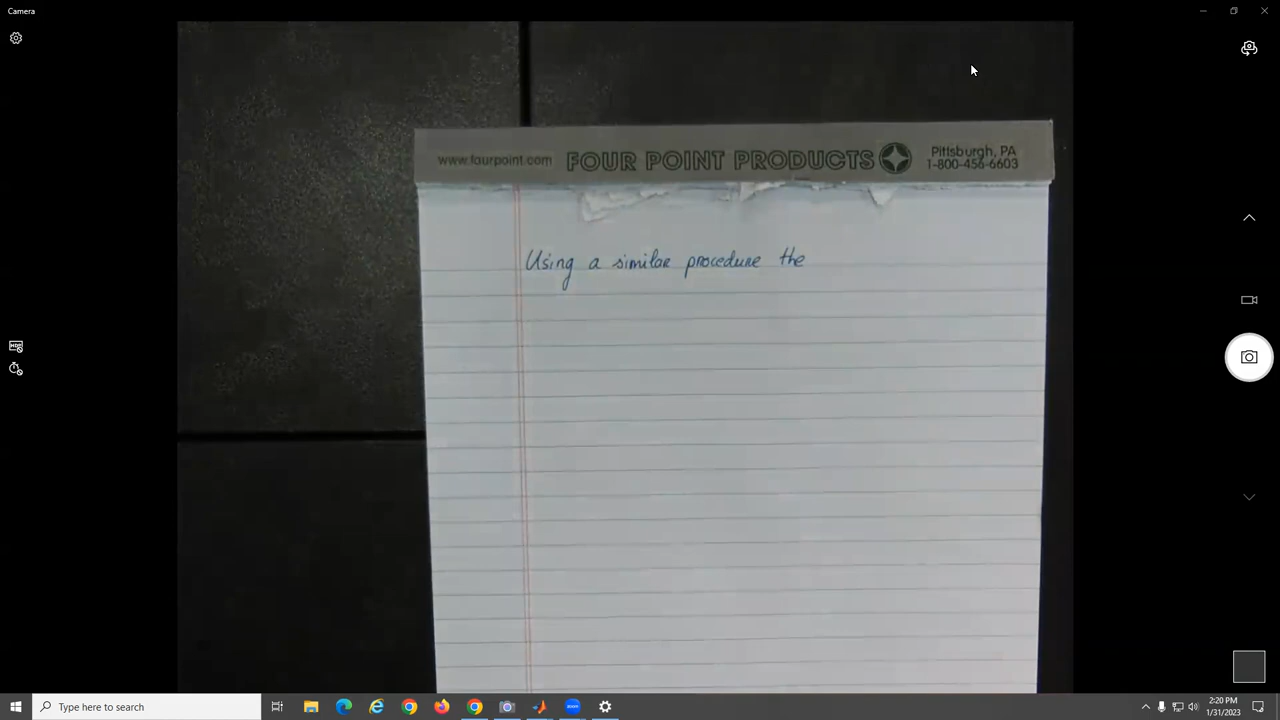 Camera
www.fourpoint.com FOUR POINT PRODUCTS Pittsburgh, PA
1-800-456-6603
Using a similar procedure the
Type here to search
2:20 PM
1/31/2023